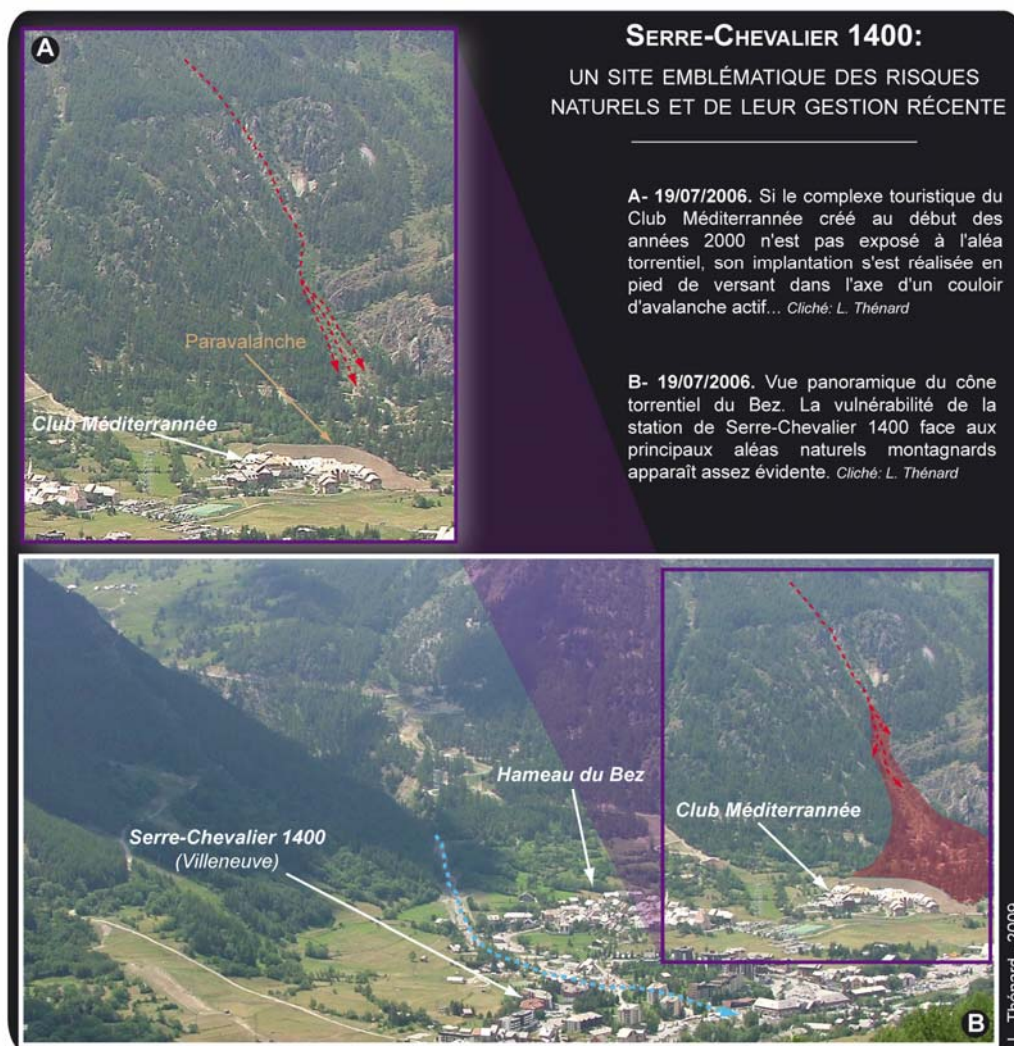 A
SERRE-CHEVALIER 1400:
UN SITE EMBLÉMATIQUE DES RISQUES
NATURELS ET DE LEUR GESTION RÉCENTE
A- 19/07/2006. Si le complexe touristique du
Club Méditerrannée créé au début des
années 2000 n'est pas exposé à l'aléa
torrentiel, son implantation s'est réalisée en
pied de versant dans l'axe d'un couloir
d'avalanche actif... Cliché: L. Thénard
B- 19/07/2006. Vue panoramique du cône
torrentiel du Bez. La vulnérabilité de la
station de Serre-Chevalier 1400 face aux
principaux aléas naturels montagnards
apparaît assez évidente. Cliché: L. Thénard
Paravalanche
Club Méditerrannée
Hameau du Bez
Club Méditerrannée
Serre-Chevalier 1400
(Villeneuve)
B
L. Thénard, 2009